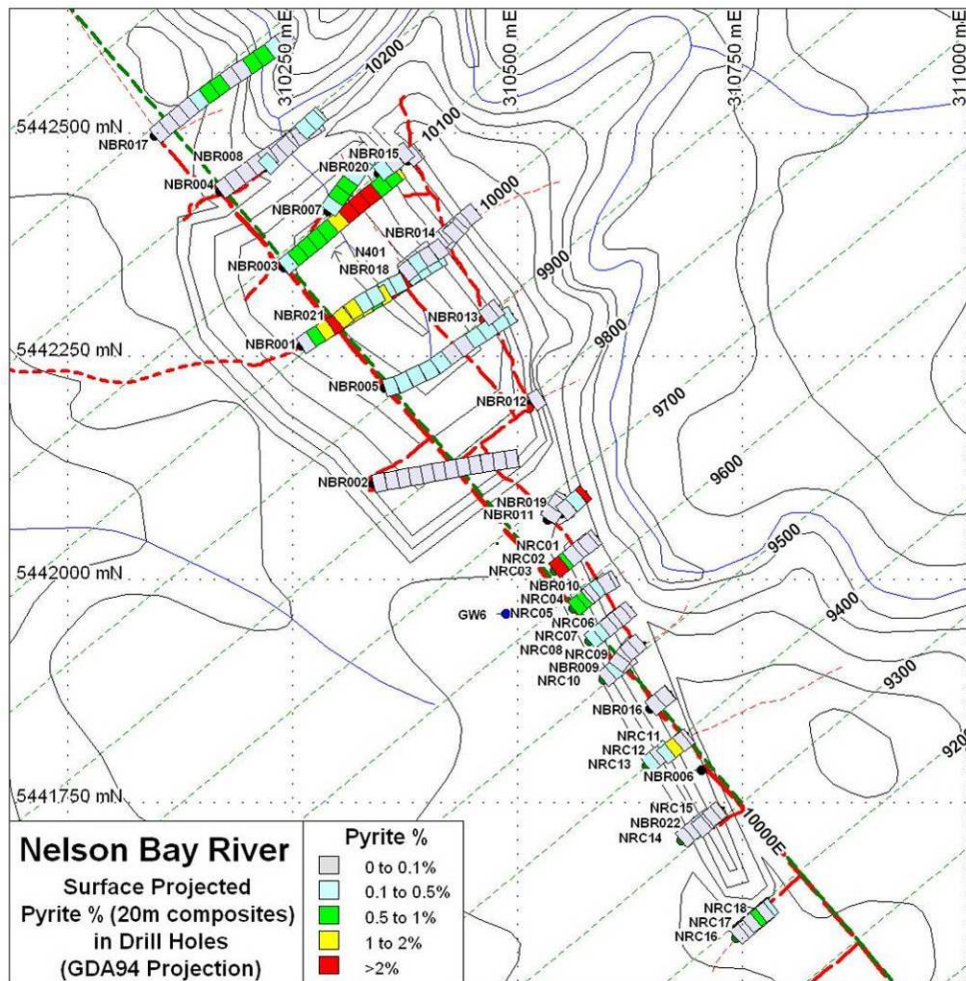 310250 mE
310500 mE
310750 mE
311000 mE
10200
10100
10000
9900
9800
9700
9600
9500
9400
9300
9200
5442500 mN
5442250 mN
5442000 mN
5441750 mN
NBR017
NBR008
NBR004
NBR015
NBR020
NBR007
NBR014
N401
NBR003
NBR018
NBR021
NBR013
NBR001
NBR005
NBR012
NBR002
NBR019
NBR011
NRC01
NRC02
NRC03
NBR010
NRC04
GW6
NRC05
NRC06
NRC07
NRC08
NRC09
NBR009
NRC10
NBR016
NRC11
NRC12
NRC13
NBR006
NRC15
NBR022
NRC14
10000E
NRC18
NRC17
NRC16
Nelson Bay River
Surface Projected
Pyrite % (20m composites)
in Drill Holes
(GDA94 Projection)
Pyrite %
0 to 0.1%
0.1 to 0.5%
0.5 to 1%
1 to 2%
>2%